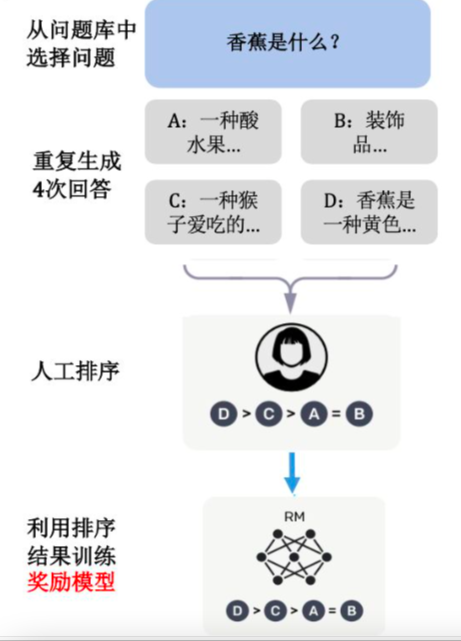 从问题库中
选择问题
香蕉是什么？
重复生成
4次回答
A：一种酸
水果...
B：装饰
品...
C：一种猴
子爱吃的...
D：香蕉是
一种黄色...
人工排序
D > C > A = B
利用排序
结果训练
奖励模型
RM
D > C > A = B